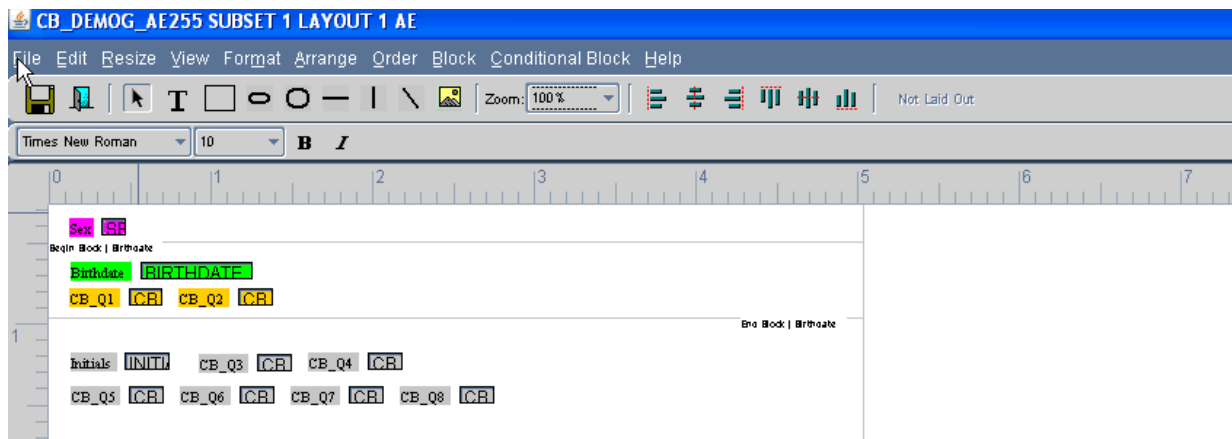 CB_DEMOG_AE255 SUBSET 1 LAYOUT 1 AE
File Edit Resize View Format Arrange Order Block Conditional Block Help
T Zoom: 100% Not Laid Out
Times New Roman 10 B I
0 1 2 3 4 5 6 7
Sex
Begin Block | Birthdate
Birthdate BIRTHDATE
CB_Q1 CB CB_Q2 CB
End Block | Birthdate
1
Initials CB_Q3 CB CB_Q4 CB
CB_Q5 CB CB_Q6 CB CB_Q7 CB CB_Q8 CB